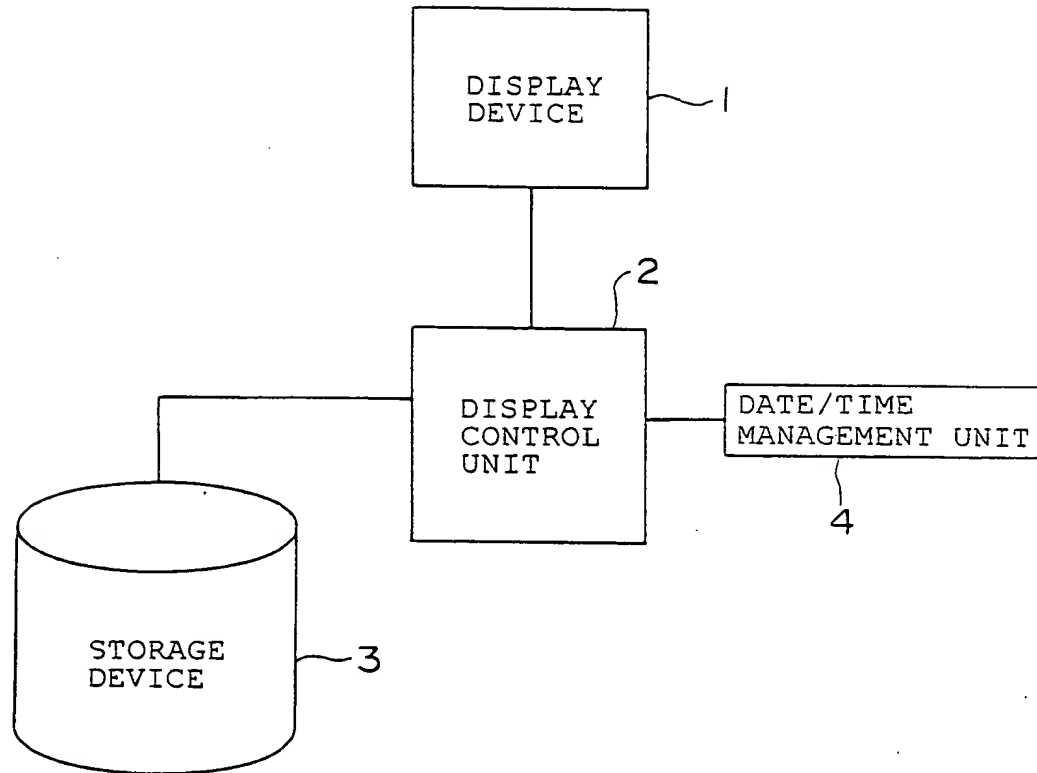 DISPLAY
DEVICE
1
2
DISPLAY
CONTROL
UNIT
DATE/TIME
MANAGEMENT UNIT
4
STORAGE
DEVICE
3